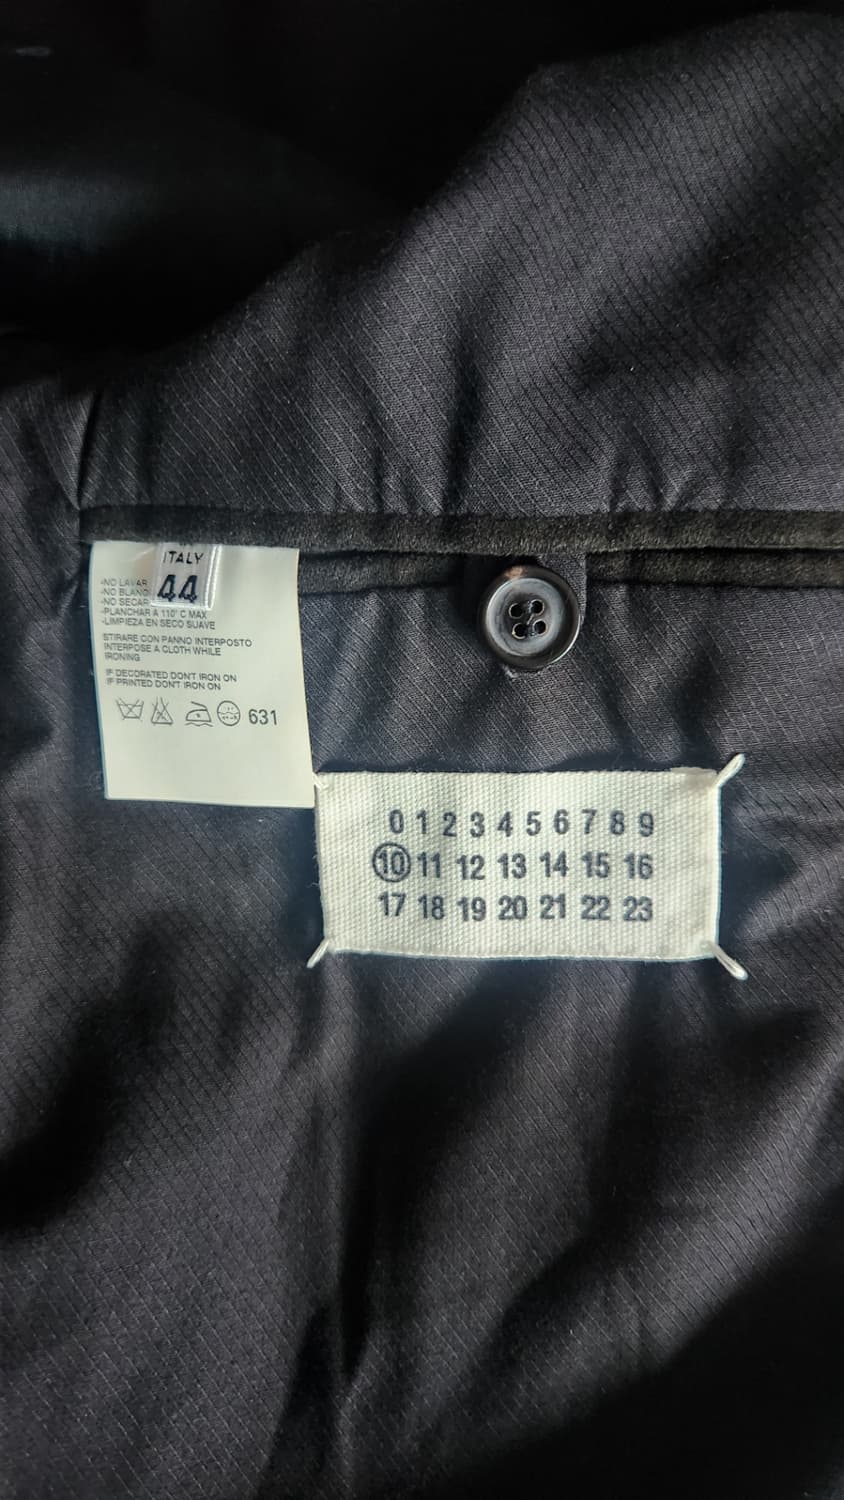 ITALY
44
-NO LAVAR
-NO BLANQ
-NO SECAR
-PLANCHAR A 110° C MAX
-LIMPIEZA EN SECO SUAVE
STIRARE CON PANNO INTERPOSTO
INTERPOSE A CLOTH WHILE
IRONING
IF DECORATED DON'T IRON ON
IF PRINTED DON'T IRON ON
631
0 1 2 3 4 5 6 7 8 9
10 11 12 13 14 15 16
17 18 19 20 21 22 23